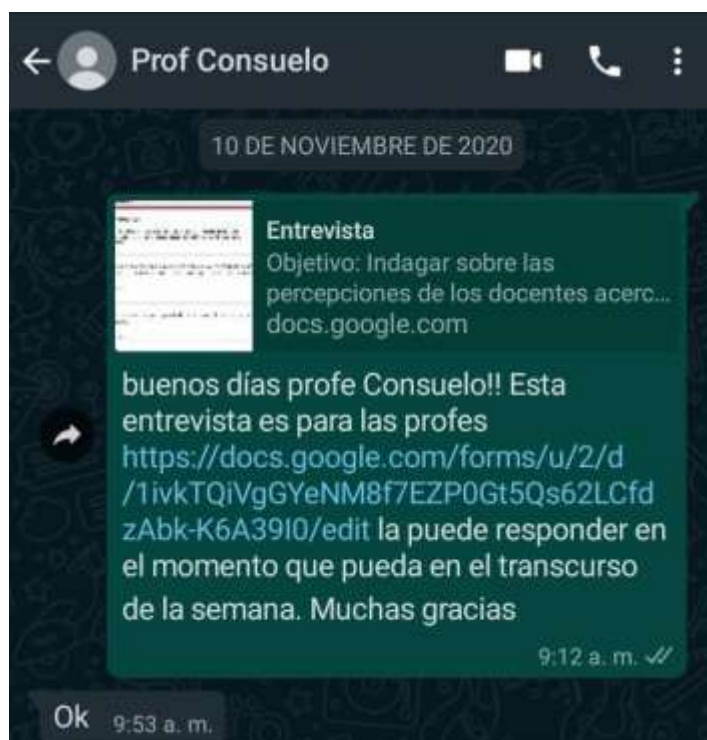 Prof Consuelo
10 DE NOVIEMBRE DE 2020
Entrevista
Objetivo: Indagar sobre las
percepciones de los docentes acerc...
docs.google.com
buenos días profe Consuelo!! Esta
entrevista es para las profes
https://docs.google.com/forms/u/2/d
/1ivkTQiVgGYeNM8f7EZP0Gt5Qs62LCfd
zAbk-K6A39I0/edit la puede responder en
el momento que pueda en el transcurso
de la semana. Muchas gracias
9:12 a. m.
Ok 9:53 a. m.